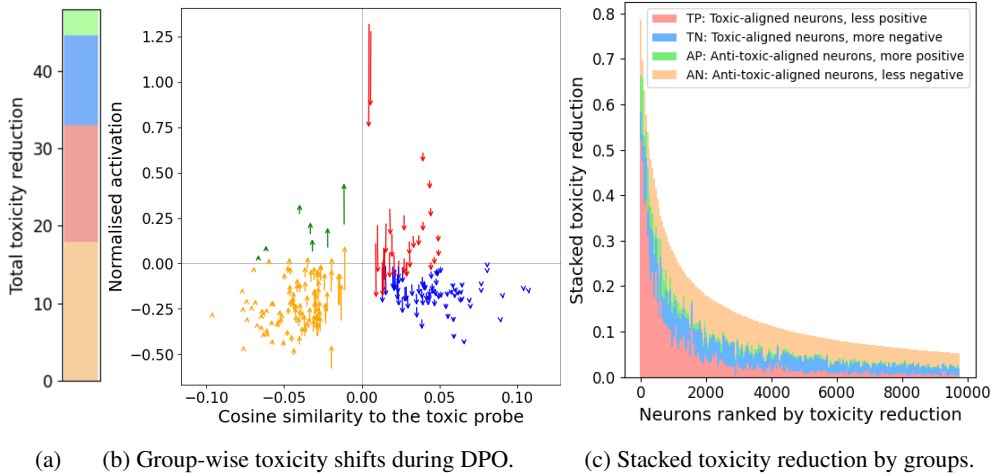 Total toxicity reduction
40
30
20
10
0
Normalised activation
1.25
1.00
0.75
0.50
0.25
0.00
−0.25
−0.50
−0.10
−0.05
0.00
0.05
0.10
Cosine similarity to the toxic probe
Stacked toxicity reduction
0.8
0.7
0.6
0.5
0.4
0.3
0.2
0.1
0.0
TP: Toxic-aligned neurons, less positive
TN: Toxic-aligned neurons, more negative
AP: Anti-toxic-aligned neurons, more positive
AN: Anti-toxic-aligned neurons, less negative
0
2000
4000
6000
8000
10000
Neurons ranked by toxicity reduction
(a)
(b) Group-wise toxicity shifts during DPO.
(c) Stacked toxicity reduction by groups.